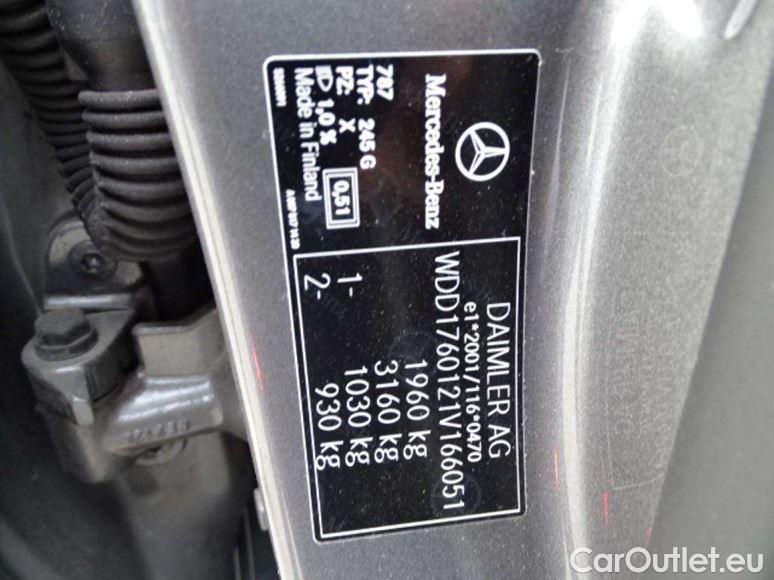 Mercedes-Benz
DAIMLER AG
e1*2001/116*0470
WDD1760121V166051
1960 kg
3160 kg
1- 1030 kg
2- 930 kg
787
TYP: 245 G
PZ: X
1,0 %
0,51
Made in Finland
CarOutlet.eu